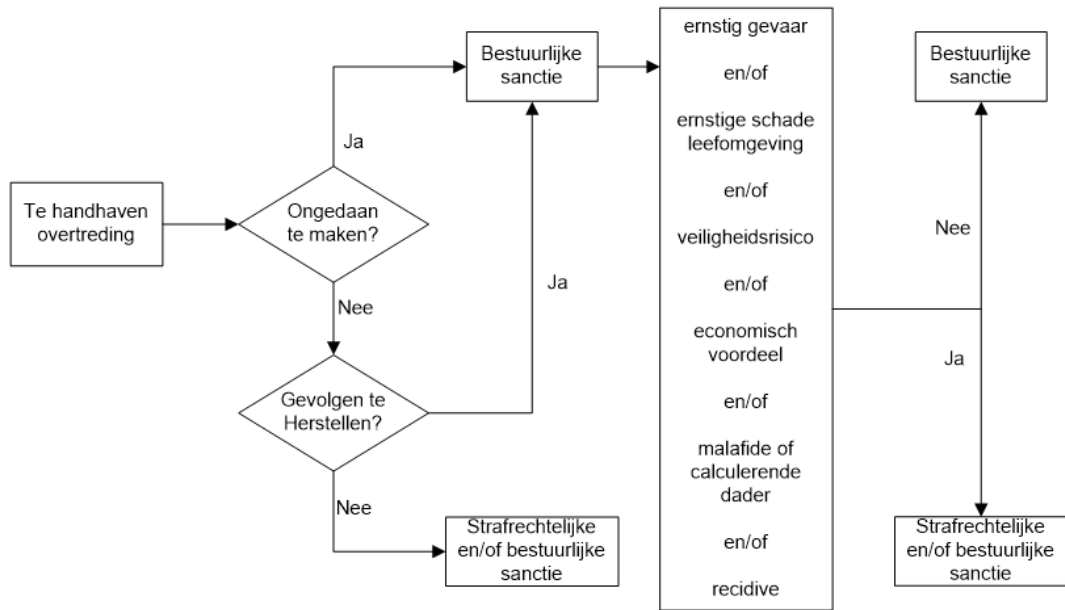 Te handhaven
overtreding
Ongedaan
te maken?
Ja
Nee
Gevolgen te
Herstellen?
Ja
Nee
Bestuurlijke
sanctie
Strafrechtelijke
en/of bestuurlijke
sanctie
ernstig gevaar
en/of
ernstige schade
leefomgeving
en/of
veiligheidsrisico
en/of
economisch
voordeel
en/of
malafide of
calculerende
dader
en/of
recidive
Nee
Ja
Bestuurlijke
sanctie
Strafrechtelijke
en/of bestuurlijke
sanctie